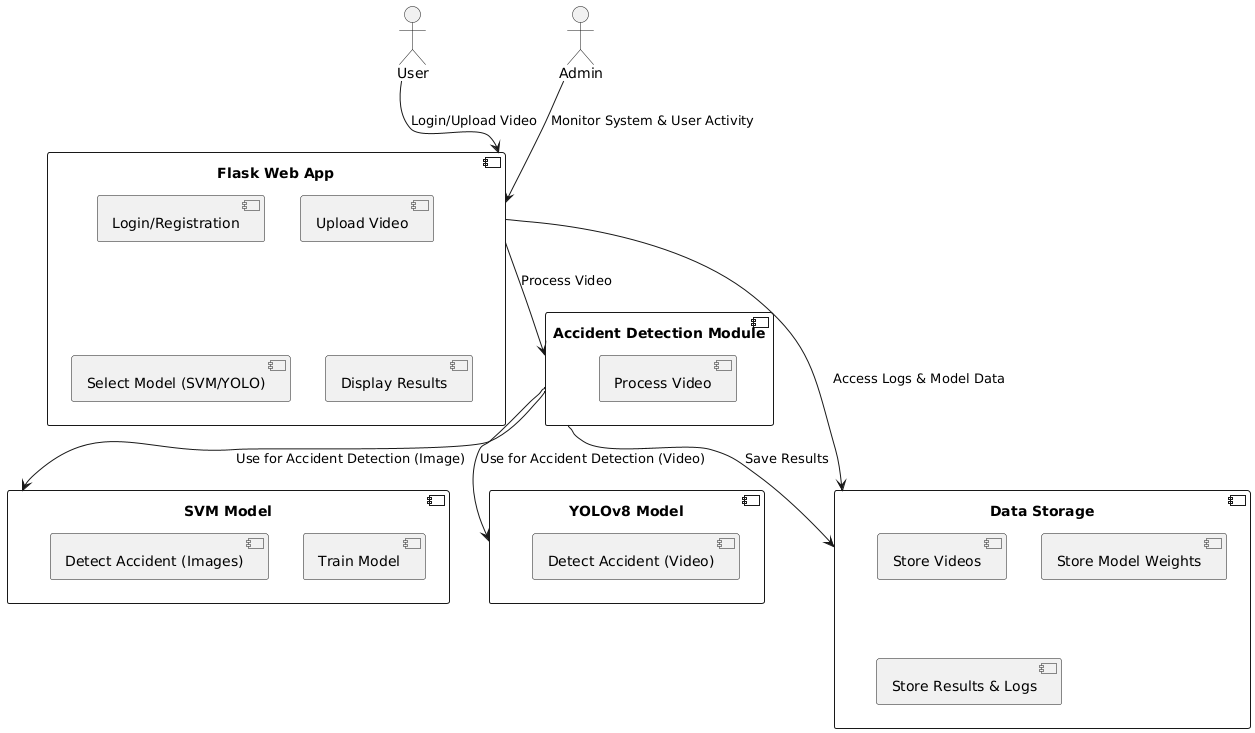 User
Admin
Login/Upload Video
Monitor System & User Activity
Flask Web App
Login/Registration
Upload Video
Process Video
Accident Detection Module
Select Model (SVM/YOLO)
Display Results
Process Video
Access Logs & Model Data
Use for Accident Detection (Image)
Use for Accident Detection (Video)
Save Results
SVM Model
YOLOv8 Model
Data Storage
Detect Accident (Images)
Train Model
Detect Accident (Video)
Store Videos
Store Model Weights
Store Results & Logs